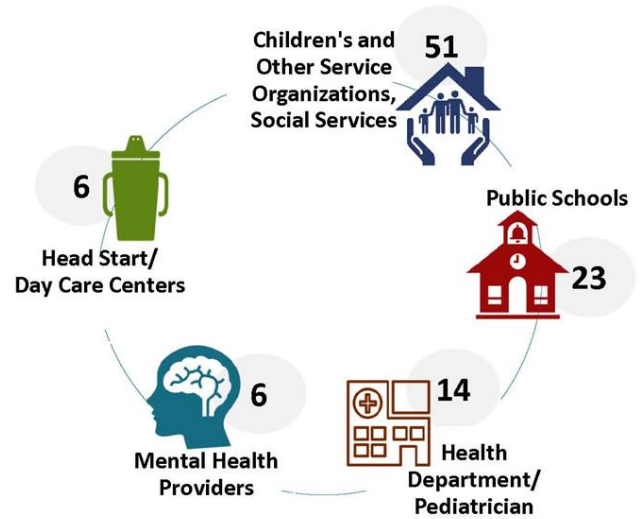 Children's and
Other Service
Organizations,
Social Services
51
Public Schools
23
14
Health
Department/
Pediatrician
6
Mental Health
Providers
6
Head Start/
Day Care Centers